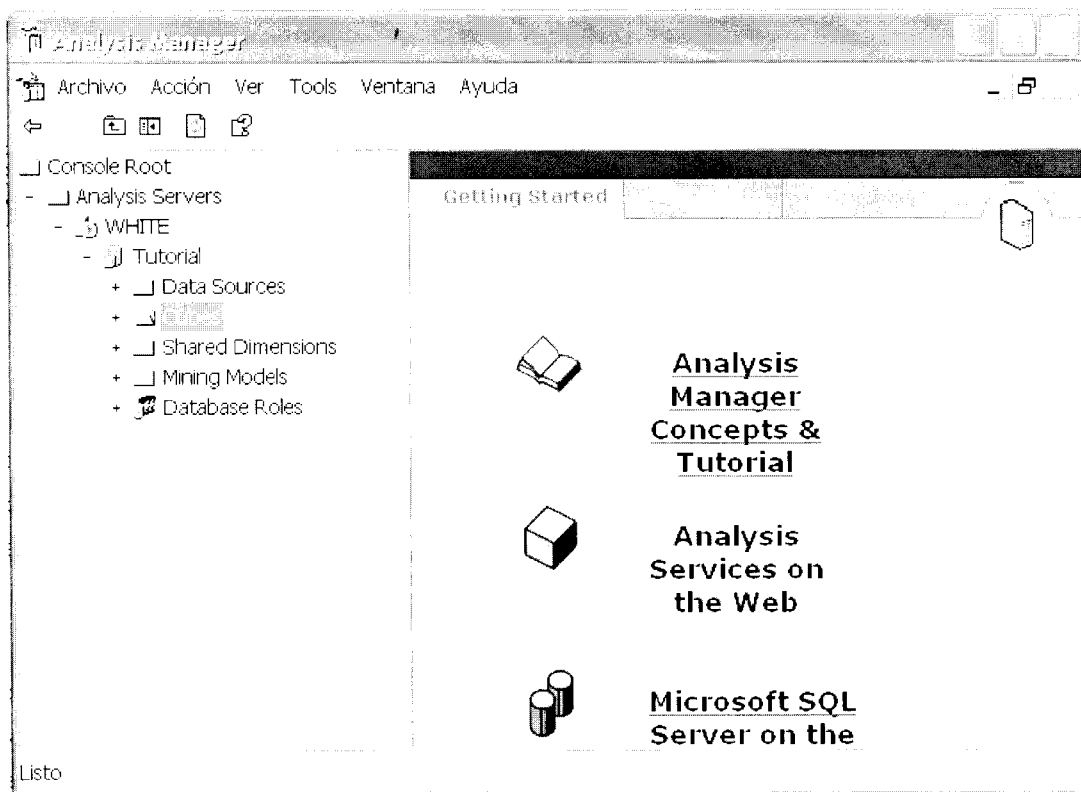 Analysis Manager
Archivo Acción Ver Tools Ventana Ayuda
Console Root
Analysis Servers
WHITE
Tutorial
Data Sources
Shared Dimensions
Mining Models
Database Roles
Getting Started
Analysis
Manager
Concepts &
Tutorial
Analysis
Services on
the Web
Microsoft SQL
Server on the
Listo